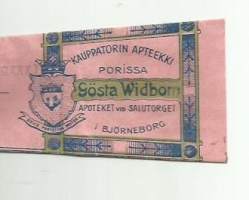 KAUPPATORIN APTEEKKI
PORISSA
Gösta Widbom
APOTEKET VID SALUTORGET
I BJÖRNEBORG